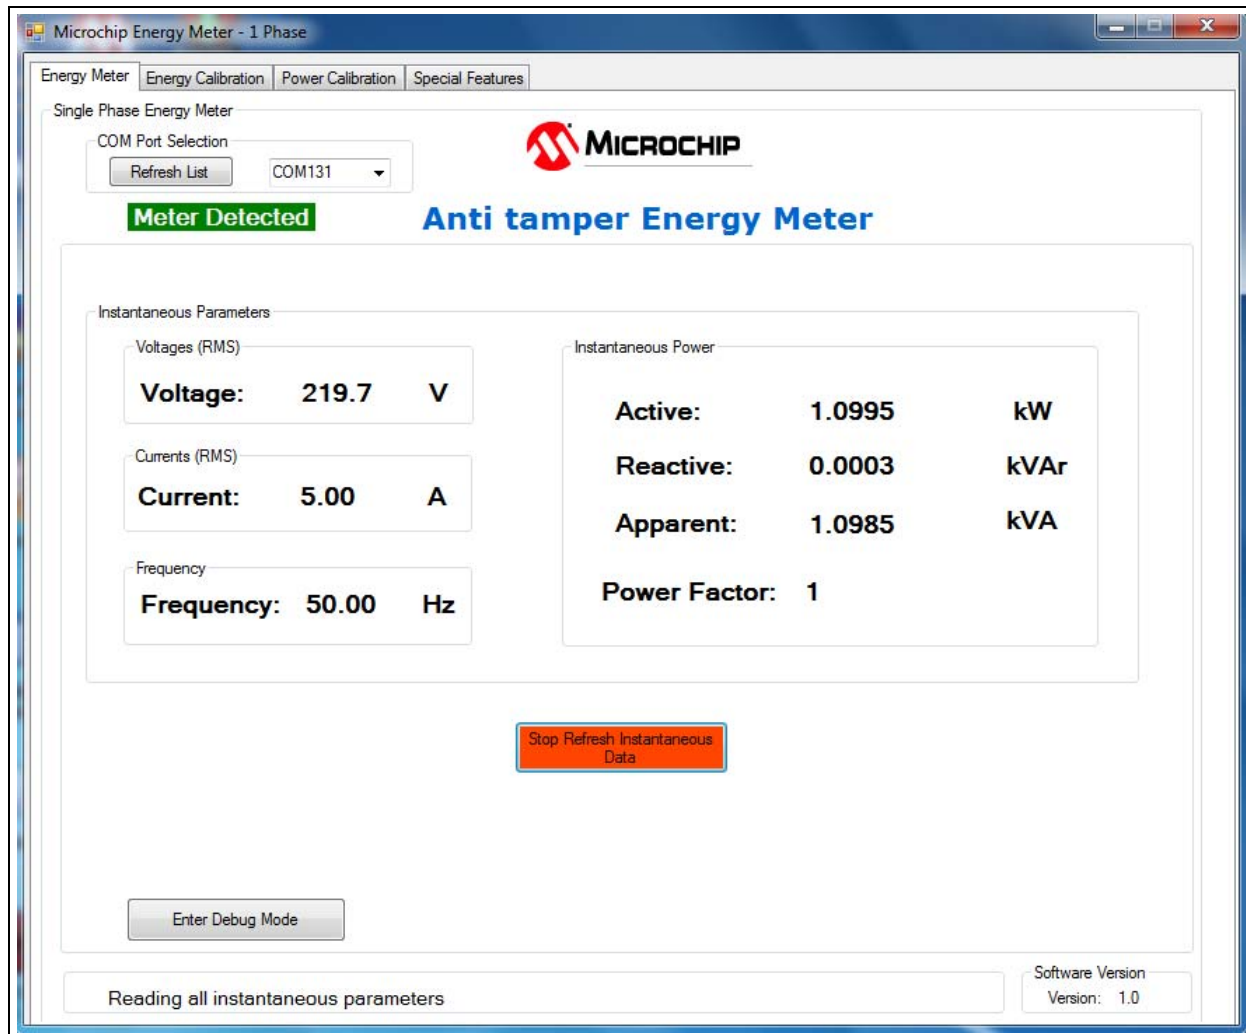 Microchip Energy Meter - 1 Phase
Energy Meter Energy Calibration Power Calibration Special Features
Single Phase Energy Meter
COM Port Selection
Refresh List COM131
MICROCHIP
Meter Detected
Anti tamper Energy Meter
Instantaneous Parameters
Voltages (RMS)
Voltage: 219.7 V
Currents (RMS)
Current: 5.00 A
Frequency
Frequency: 50.00 Hz
Instantaneous Power
Active: 1.0995 kW
Reactive: 0.0003 kVAr
Apparent: 1.0985 kVA
Power Factor: 1
Stop Refresh Instantaneous
Data
Enter Debug Mode
Reading all instantaneous parameters
Software Version
Version: 1.0